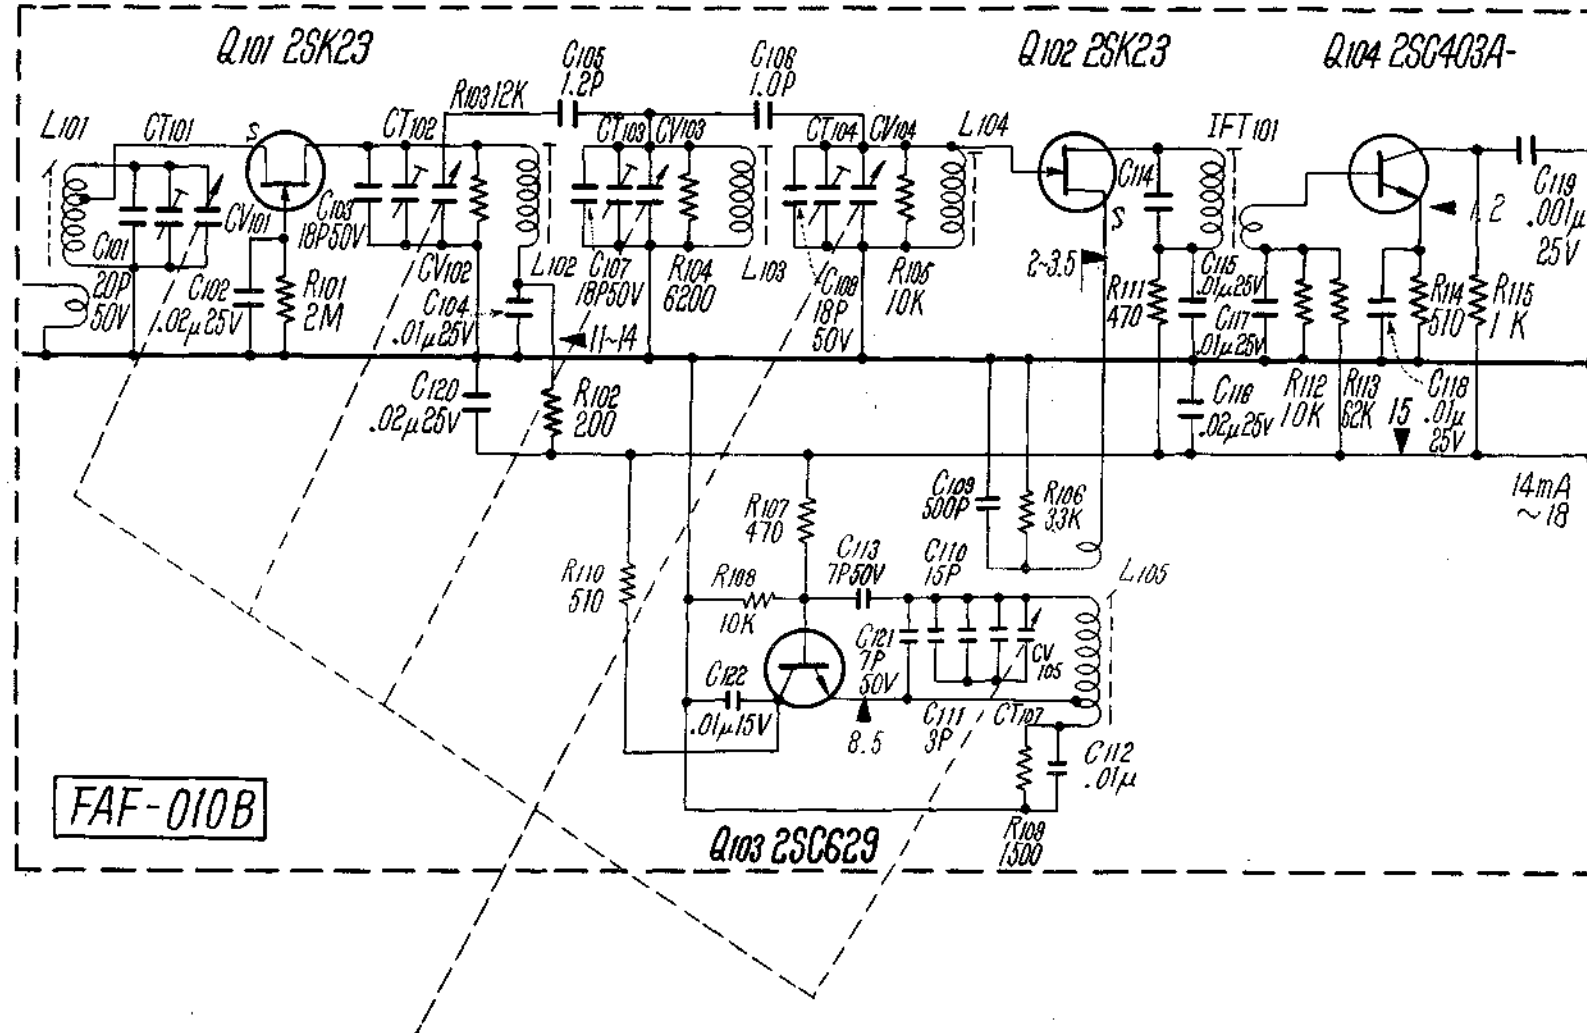 Q101 2SK23
Q102 2SK23
Q104 2SC403A-
C105
1.2P
C106
1.0P
R103 12K
L101
CT101
S
CT102
CT103
CV103
CT104
CV104
L104
IFT101
C114
C119
.001µ
25V
CV101
C103
18P50V
C101
20P
50V
C102
.02µ25V
R101
2M
CV102
L102
C104
.01µ25V
11~14
C107
18P50V
R104
6200
L103
C108
18P
50V
R105
10K
S
2~3.5
R111
470
C115
.01µ25V
C117
.01µ25V
1.2
R114
510
R115
1K
C120
.02µ25V
R102
200
C116
.02µ25V
R112
10K
R113
62K
15
C118
.01µ
25V
14mA
~18
R107
470
C109
500P
R106
3.3K
R110
510
R108
10K
C113
7P50V
C110
15P
L105
C121
7P
50V
CV
105
C122
.01µ15V
8.5
C111
3P
CT107
C112
.01µ
R109
1500
FAF-010B
Q103 2SC629